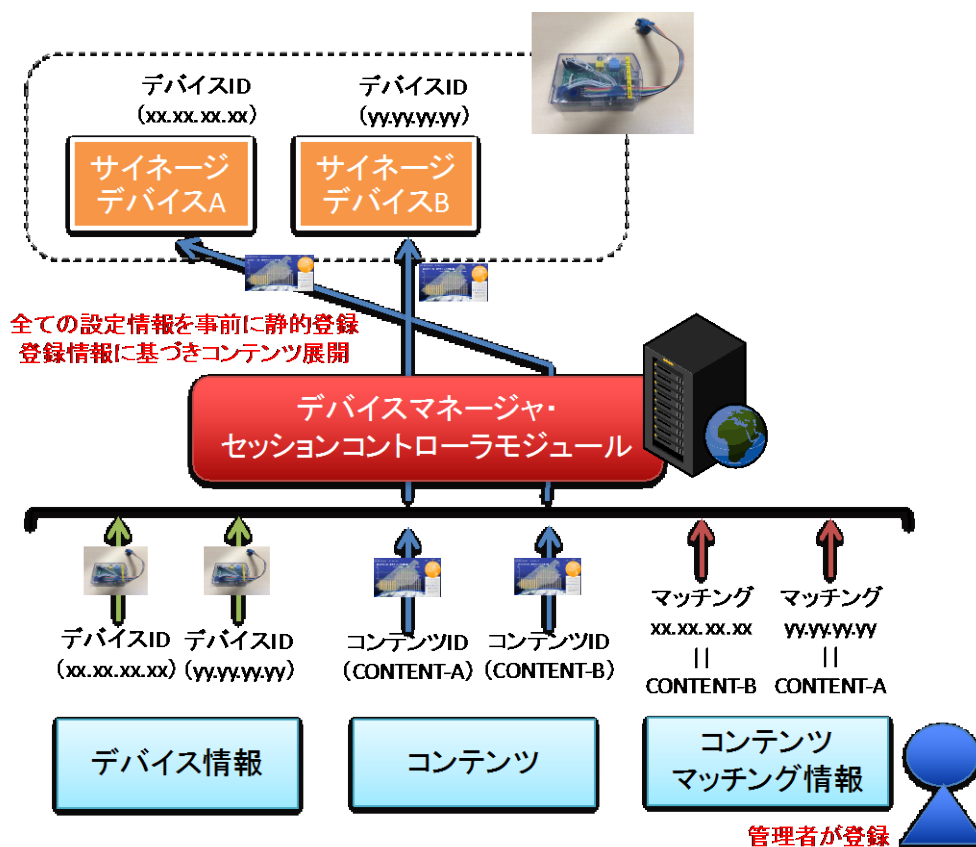 デバイスID
(xx.xx.xx.xx)
デバイスID
(yy.yy.yy.yy)
サイネージ
デバイスA
サイネージ
デバイスB
全ての設定情報を事前に静的登録
登録情報に基づきコンテンツ展開
デバイスマネージャ・
セッションコントローラモジュール
デバイスID
(xx.xx.xx.xx)
デバイスID
(yy.yy.yy.yy)
コンテンツID
(CONTENT-A)
コンテンツID
(CONTENT-B)
マッチング
xx.xx.xx.xx
||
CONTENT-B
マッチング
yy.yy.yy.yy
||
CONTENT-A
デバイス情報
コンテンツ
コンテンツ
マッチング情報
管理者が登録